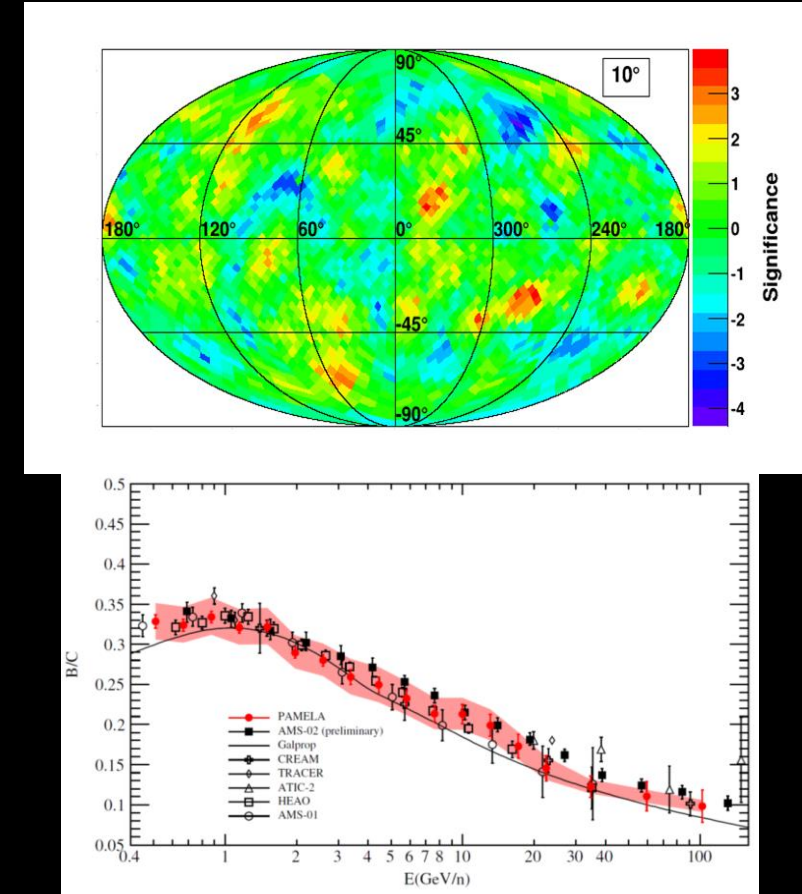 90°
10°
45°
180° 120° 60° 0° 300° 240° 180°
-45°
-90°
3
2
1
0
-1
-2
-3
-4
Significance
0.5
0.45
0.4
0.35
0.3
0.25
0.2
0.15
0.1
0.05
B/C
PAMELA
AMS-02 (preliminary)
Galprop
CREAM
TRACER
ATIC-2
HEAO
AMS-01
0.4 1 2 3 4 5 6 7 8 10 20 30 40 100
E(GeV/n)